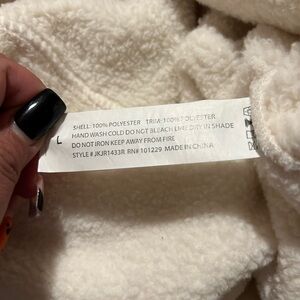 SHELL: 100% POLYESTER TRIM: 100% POLYESTER
HAND WASH COLD DO NOT BLEACH LINE DRY IN SHADE
DO NOT IRON KEEP AWAY FROM FIRE
STYLE # JKJR1433R RN# 101229 MADE IN CHINA
L